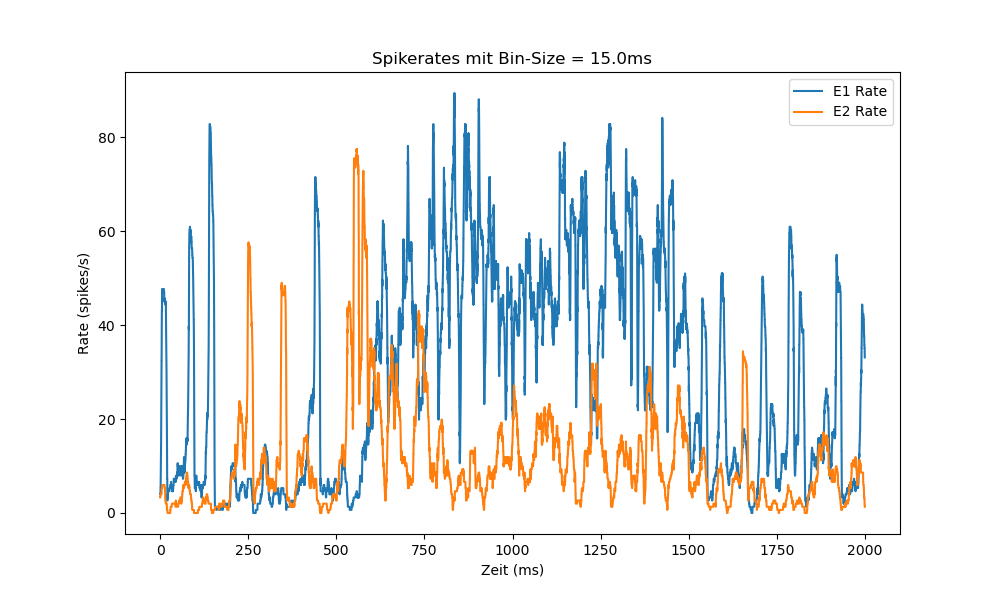 Spikerates mit Bin-Size = 15.0ms
E1 Rate
E2 Rate
Rate (spikes/s)
80
60
40
20
0
0 250 500 750 1000 1250 1500 1750 2000
Zeit (ms)